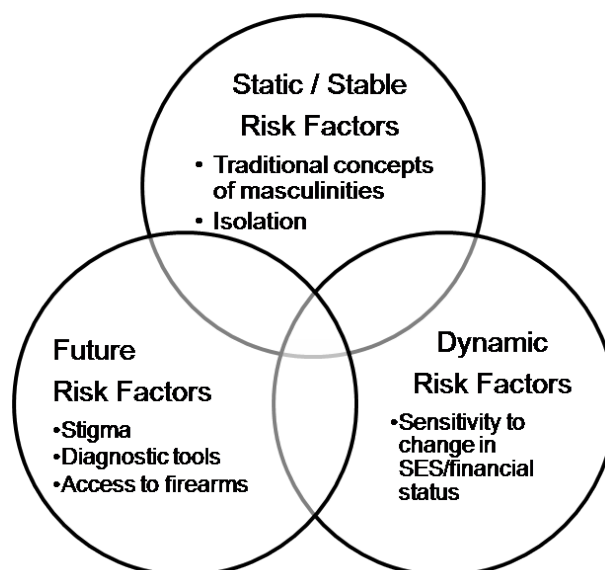 Static / Stable
Risk Factors
• Traditional concepts
of masculinities
• Isolation
Future
Risk Factors
•Stigma
•Diagnostic tools
•Access to firearms
Dynamic
Risk Factors
•Sensitivity to
change in
SES/financial
status